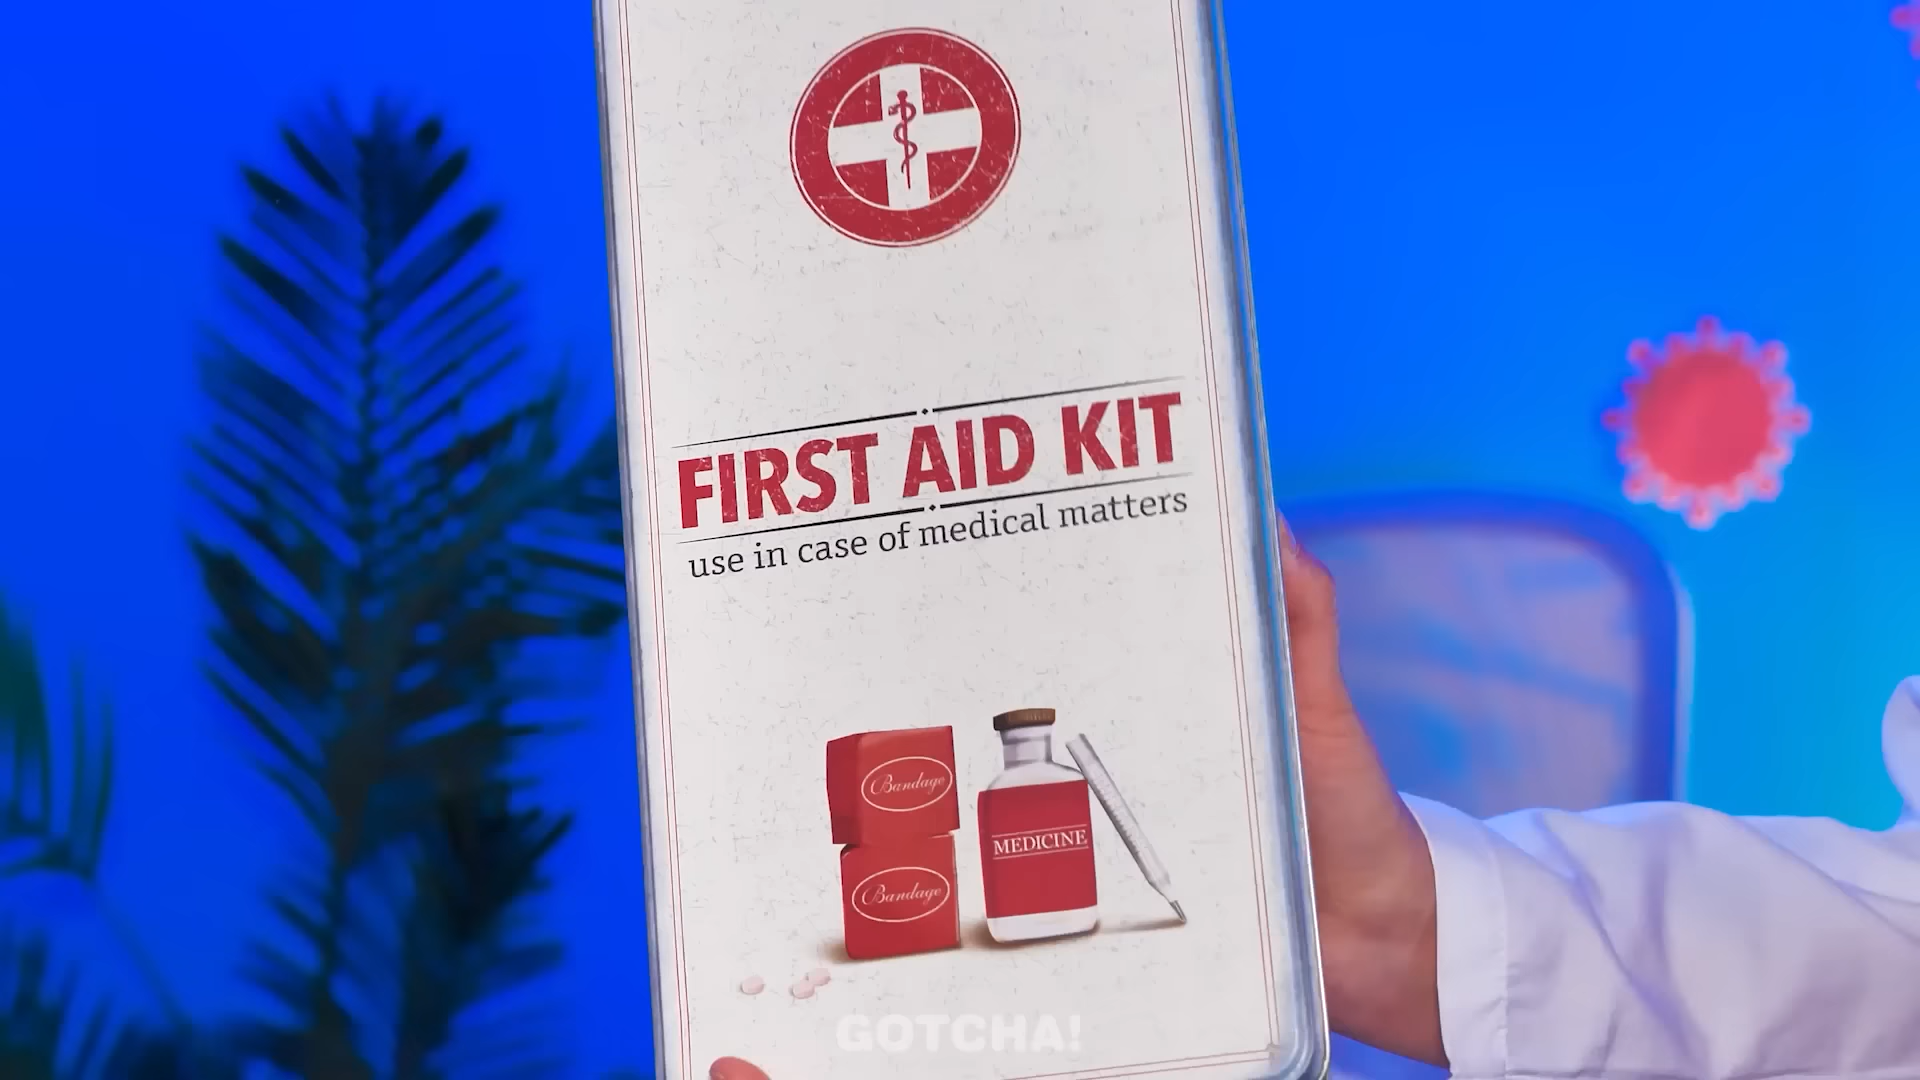 FIRST AID KIT
use in case of medical matters
Bandage
MEDICINE
Bandage
GOTCHA!